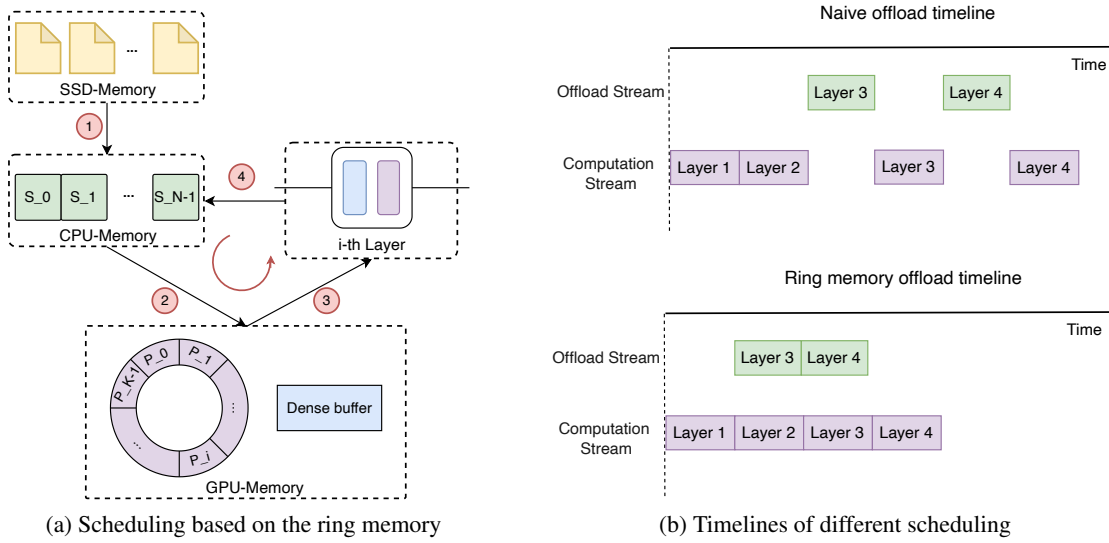 ...
SSD-Memory
1
S_0
S_1
...
S_N-1
CPU-Memory
4
i-th Layer
2
3
P_K-1
P_0
P_1
...
P_i
...
Dense buffer
GPU-Memory
(a) Scheduling based on the ring memory
Naive offload timeline
Time
Offload Stream
Layer 3
Layer 4
Computation
Stream
Layer 1
Layer 2
Layer 3
Layer 4
Ring memory offload timeline
Time
Offload Stream
Layer 3
Layer 4
Computation
Stream
Layer 1
Layer 2
Layer 3
Layer 4
(b) Timelines of different scheduling